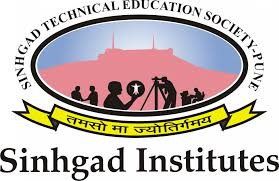 SINHGAD TECHNICAL EDUCATION SOCIETY-PUNE
तमसो मा ज्योतिर्गमय
Sinhgad Institutes